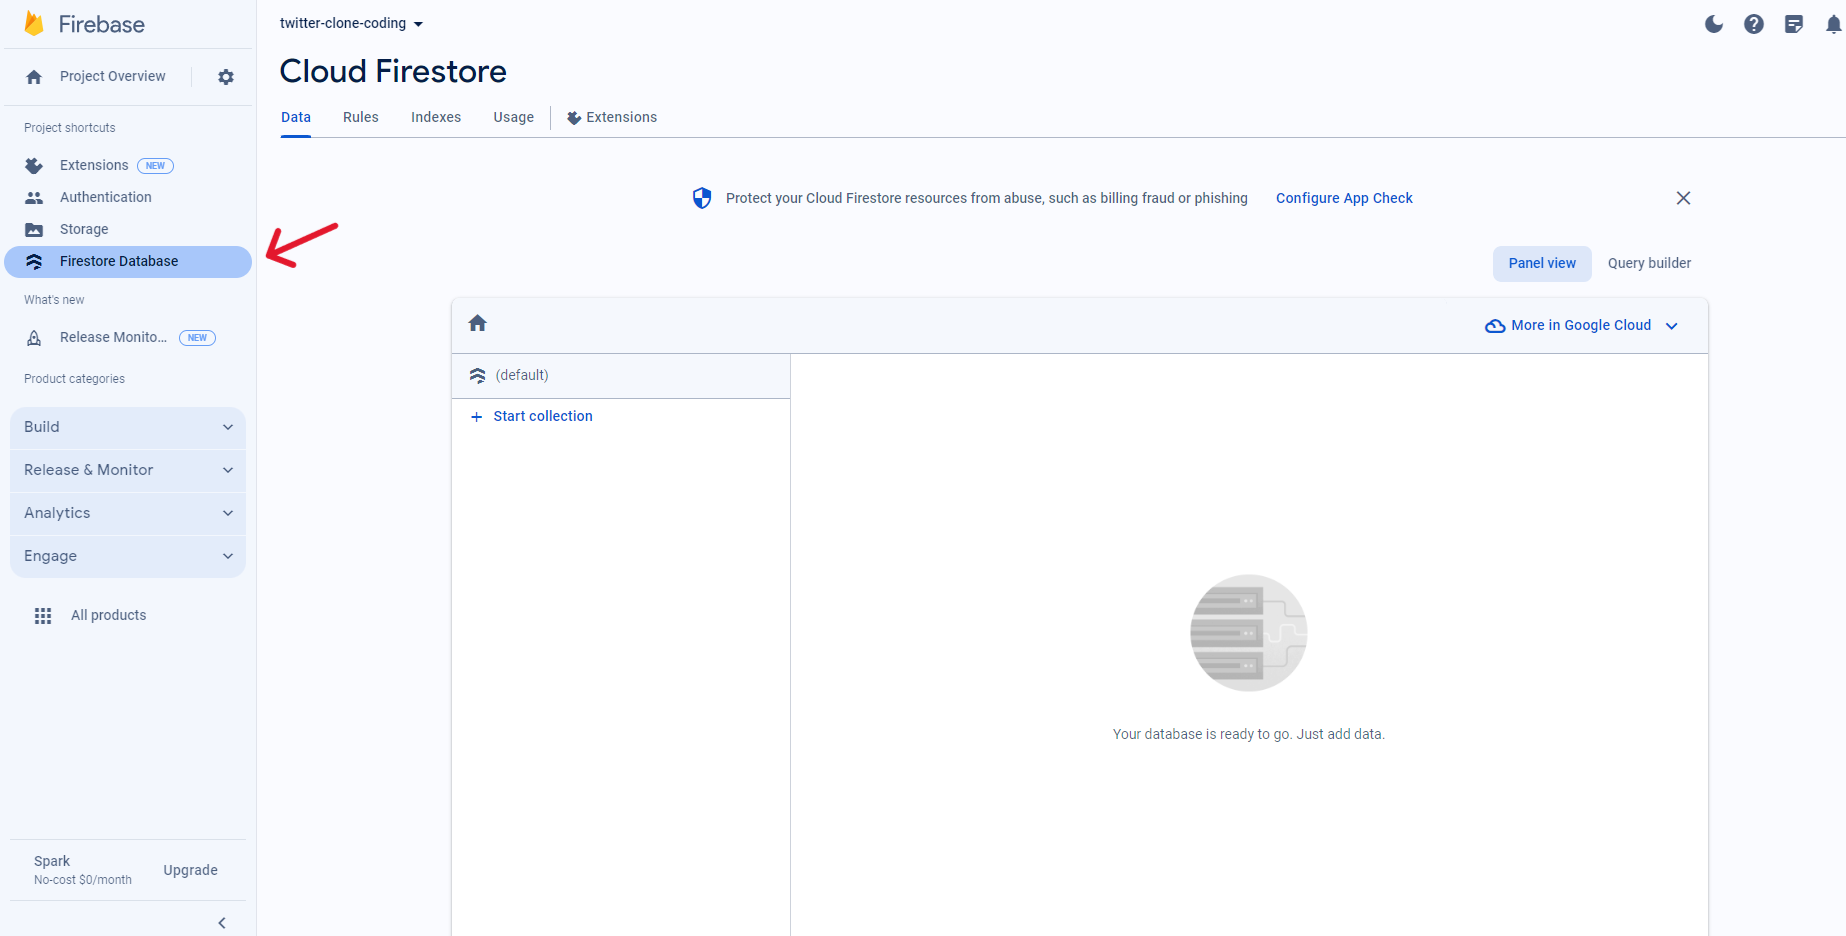 Firebase
Project Overview
Project shortcuts
Extensions NEW
Authentication
Storage
Firestore Database
What's new
Release Monito... NEW
Product categories
Build
Release & Monitor
Analytics
Engage
All products
Spark
No-cost $0/month
Upgrade
twitter-clone-coding
Cloud Firestore
Data Rules Indexes Usage Extensions
Protect your Cloud Firestore resources from abuse, such as billing fraud or phishing Configure App Check
Panel view Query builder
More in Google Cloud
(default)
+ Start collection
Your database is ready to go. Just add data.